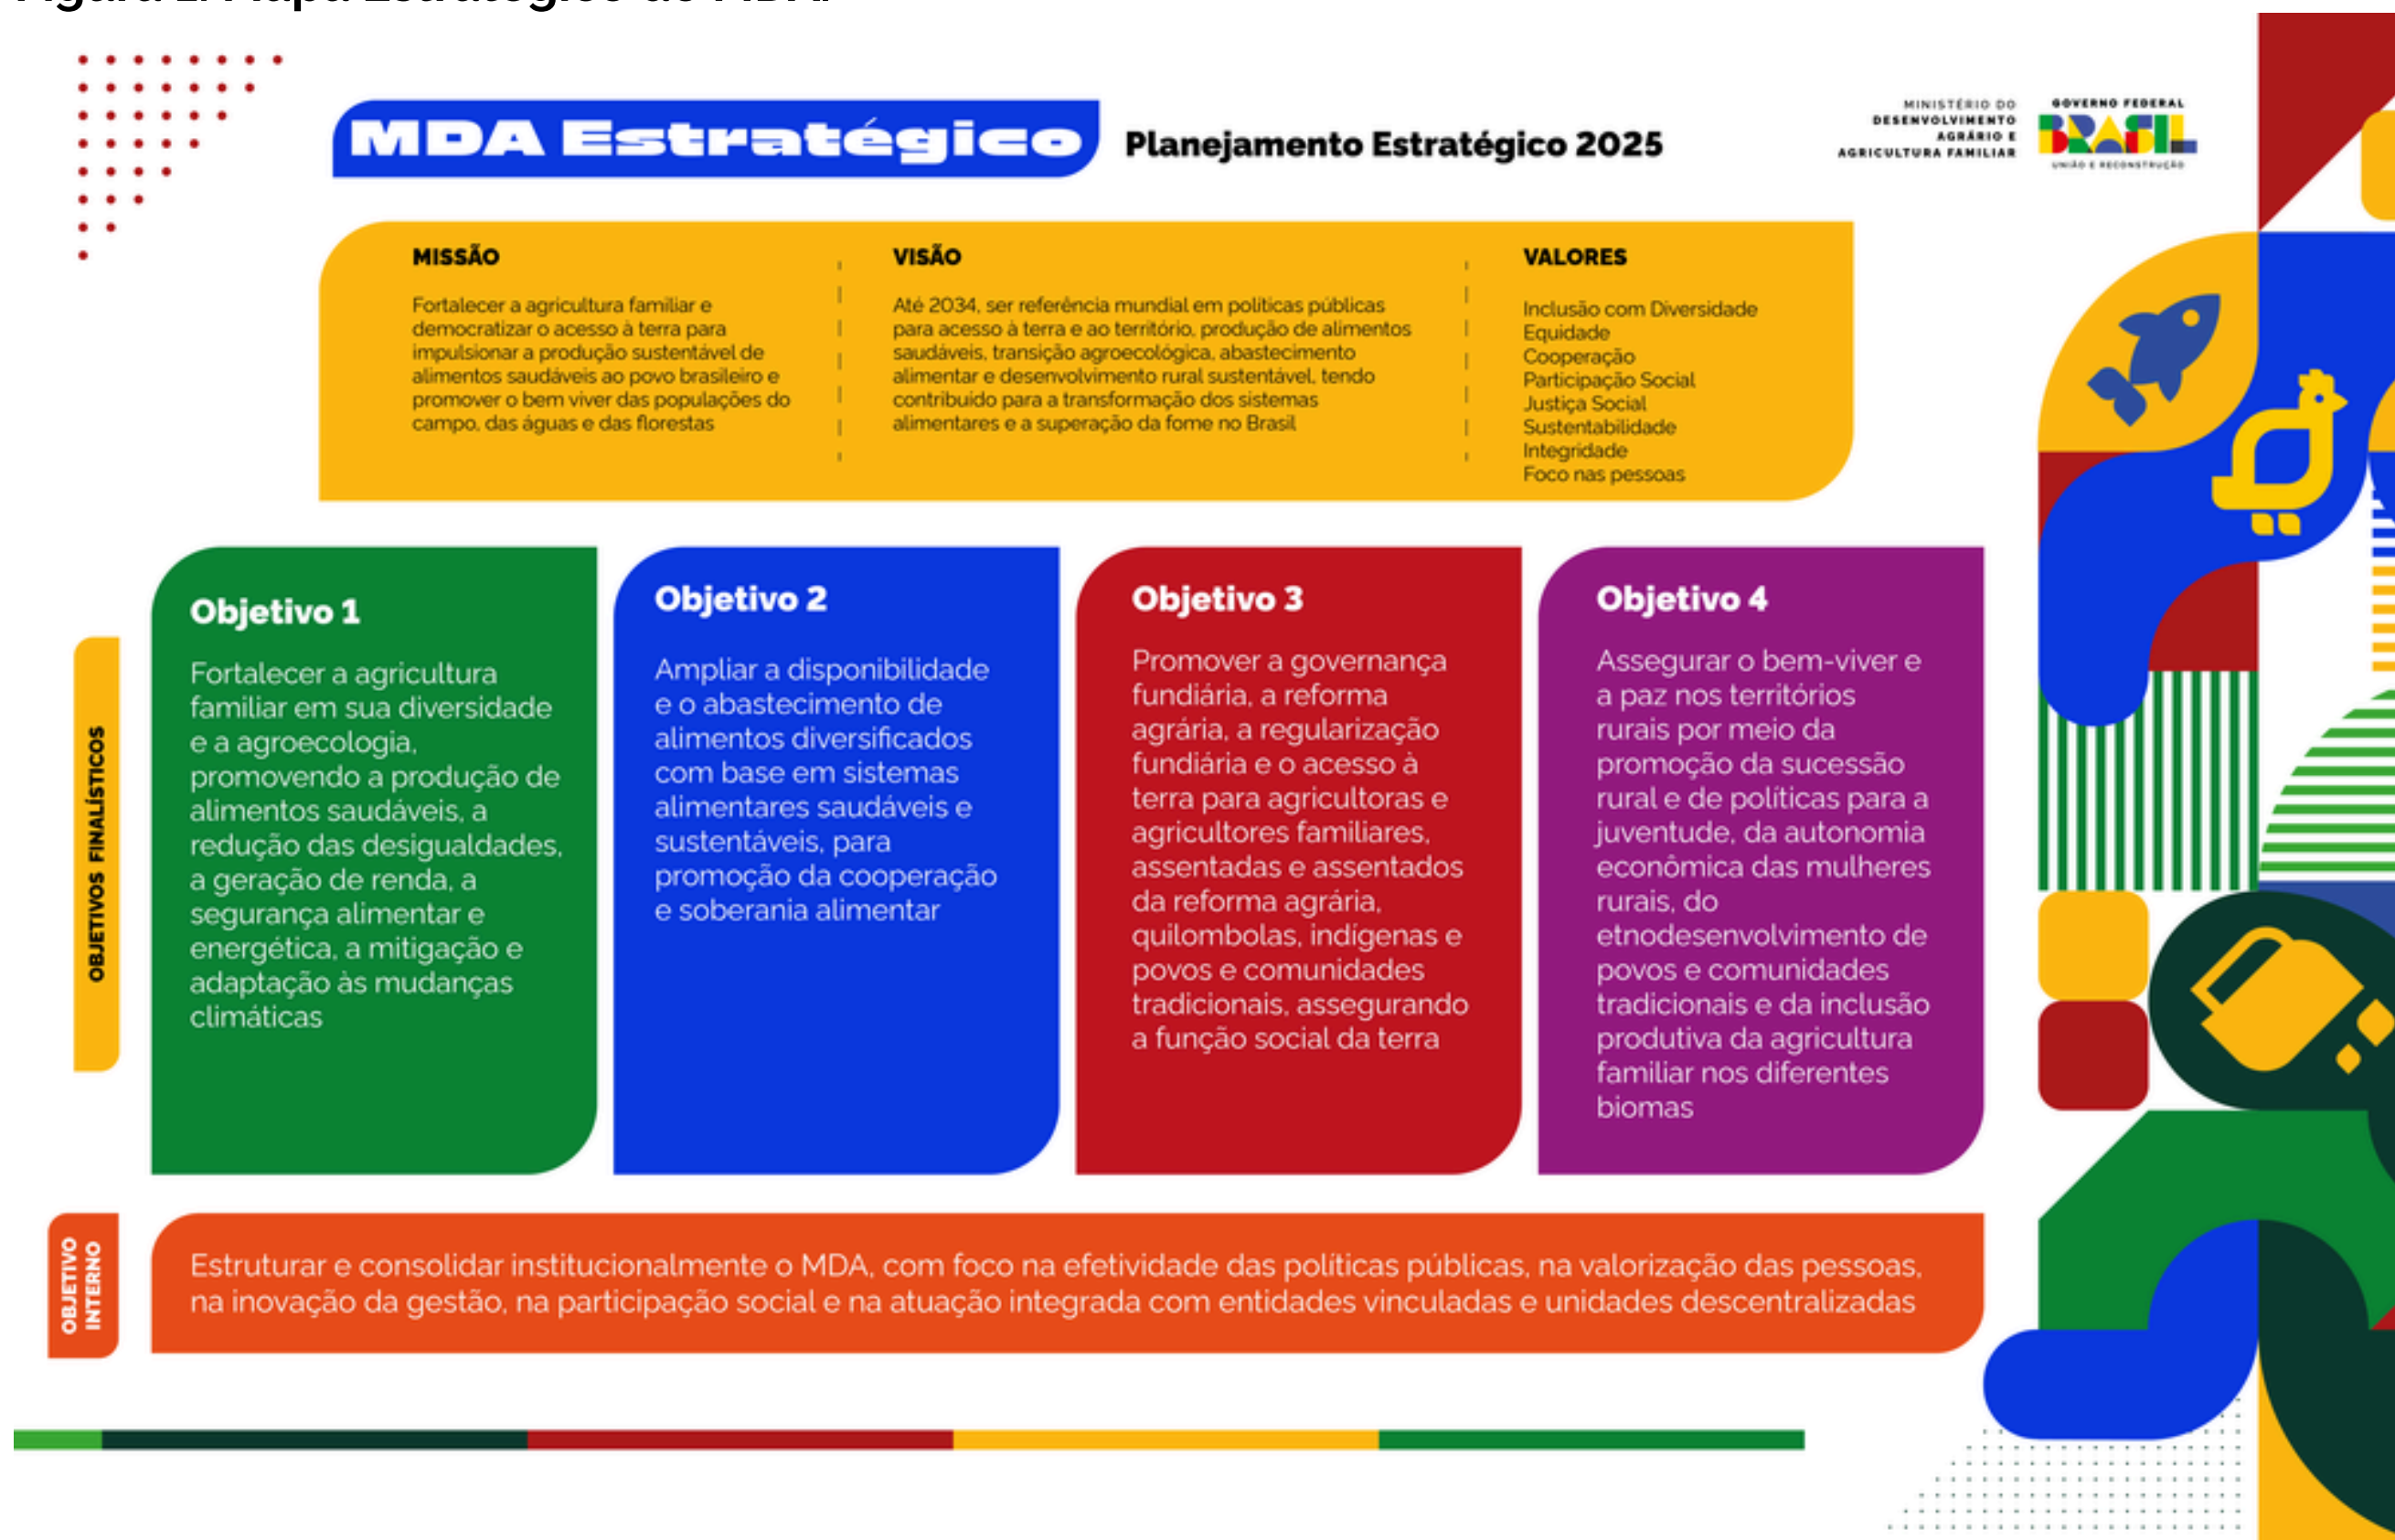 Figura 1. Mapa Estratégico do MDA.
MDA Estratégico
Planejamento Estratégico 2025
MINISTÉRIO DO
DESENVOLVIMENTO
AGRÁRIO E
AGRICULTURA FAMILIAR
GOVERNO FEDERAL
BRASIL
UNIÃO E RECONSTRUÇÃO
MISSÃO
Fortalecer a agricultura familiar e
democratizar o acesso à terra para
impulsionar a produção sustentável de
alimentos saudáveis ao povo brasileiro e
promover o bem viver das populações do
campo, das águas e das florestas
VISÃO
Até 2034, ser referência mundial em políticas públicas
para acesso à terra e ao território, produção de alimentos
saudáveis, transição agroecológica, abastecimento
alimentar e desenvolvimento rural sustentável, tendo
contribuído para a transformação dos sistemas
alimentares e a superação da fome no Brasil
VALORES
Inclusão com Diversidade
Equidade
Cooperação
Participação Social
Justiça Social
Sustentabilidade
Integridade
Foco nas pessoas
OBJETIVOS FINALÍSTICOS
Objetivo 1
Fortalecer a agricultura
familiar em sua diversidade
e a agroecologia,
promovendo a produção de
alimentos saudáveis, a
redução das desigualdades,
a geração de renda, a
segurança alimentar e
energética, a mitigação e
adaptação às mudanças
climáticas
Objetivo 2
Ampliar a disponibilidade
e o abastecimento de
alimentos diversificados
com base em sistemas
alimentares saudáveis e
sustentáveis, para
promoção da cooperação
e soberania alimentar
Objetivo 3
Promover a governança
fundiária, a reforma
agrária, a regularização
fundiária e o acesso à
terra para agricultoras e
agricultores familiares,
assentadas e assentados
da reforma agrária,
quilombolas, indígenas e
povos e comunidades
tradicionais, assegurando
a função social da terra
Objetivo 4
Assegurar o bem-viver e
a paz nos territórios
rurais por meio da
promoção da sucessão
rural e de políticas para a
juventude, da autonomia
econômica das mulheres
rurais, do
etnodesenvolvimento de
povos e comunidades
tradicionais e da inclusão
produtiva da agricultura
familiar nos diferentes
biomas
OBJETIVO
INTERNO
Estruturar e consolidar institucionalmente o MDA, com foco na efetividade das políticas públicas, na valorização das pessoas,
na inovação da gestão, na participação social e na atuação integrada com entidades vinculadas e unidades descentralizadas